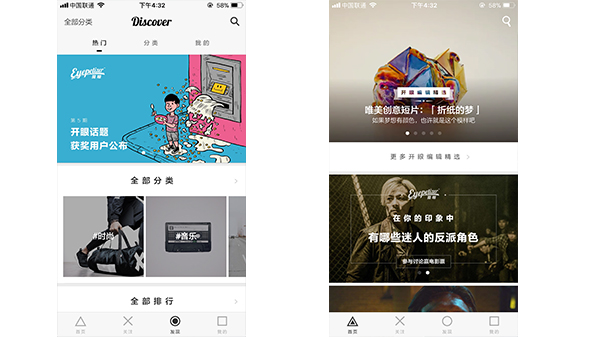 中国联通 下午4:32 58%
全部分类 Discover
热门 分类 我的
Eyepetizer
开眼
第 5 期
开眼话题
获奖用户公布
全部分类
#时尚 #音乐
全部排行
首页 关注 发现 我的
中国联通 下午4:32 58%
开眼编辑精选
唯美创意短片：「折纸的梦」
如果梦想有颜色，也许就是这个模样吧
更多开眼编辑精选
Eyepetizer
在你的印象中
有哪些迷人的反派角色
参与讨论赢电影票
首页 关注 发现 我的